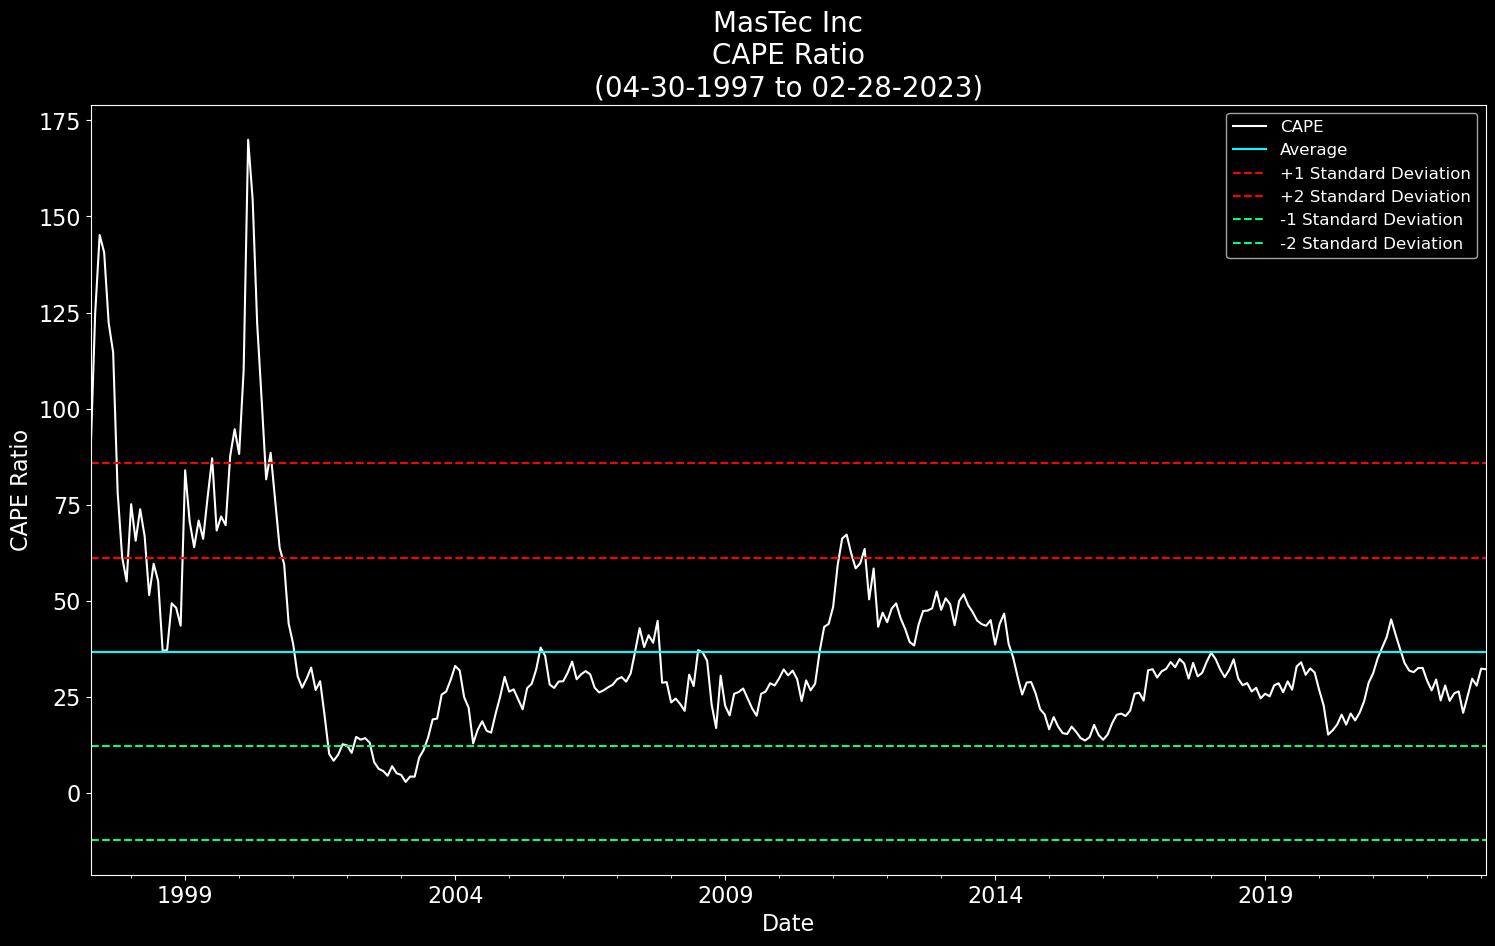 MasTec Inc
CAPE Ratio
(04-30-1997 to 02-28-2023)
CAPE
Average
+1 Standard Deviation
+2 Standard Deviation
-1 Standard Deviation
-2 Standard Deviation
CAPE Ratio
175
150
125
100
75
50
25
0
1999 2004 2009 2014 2019
Date